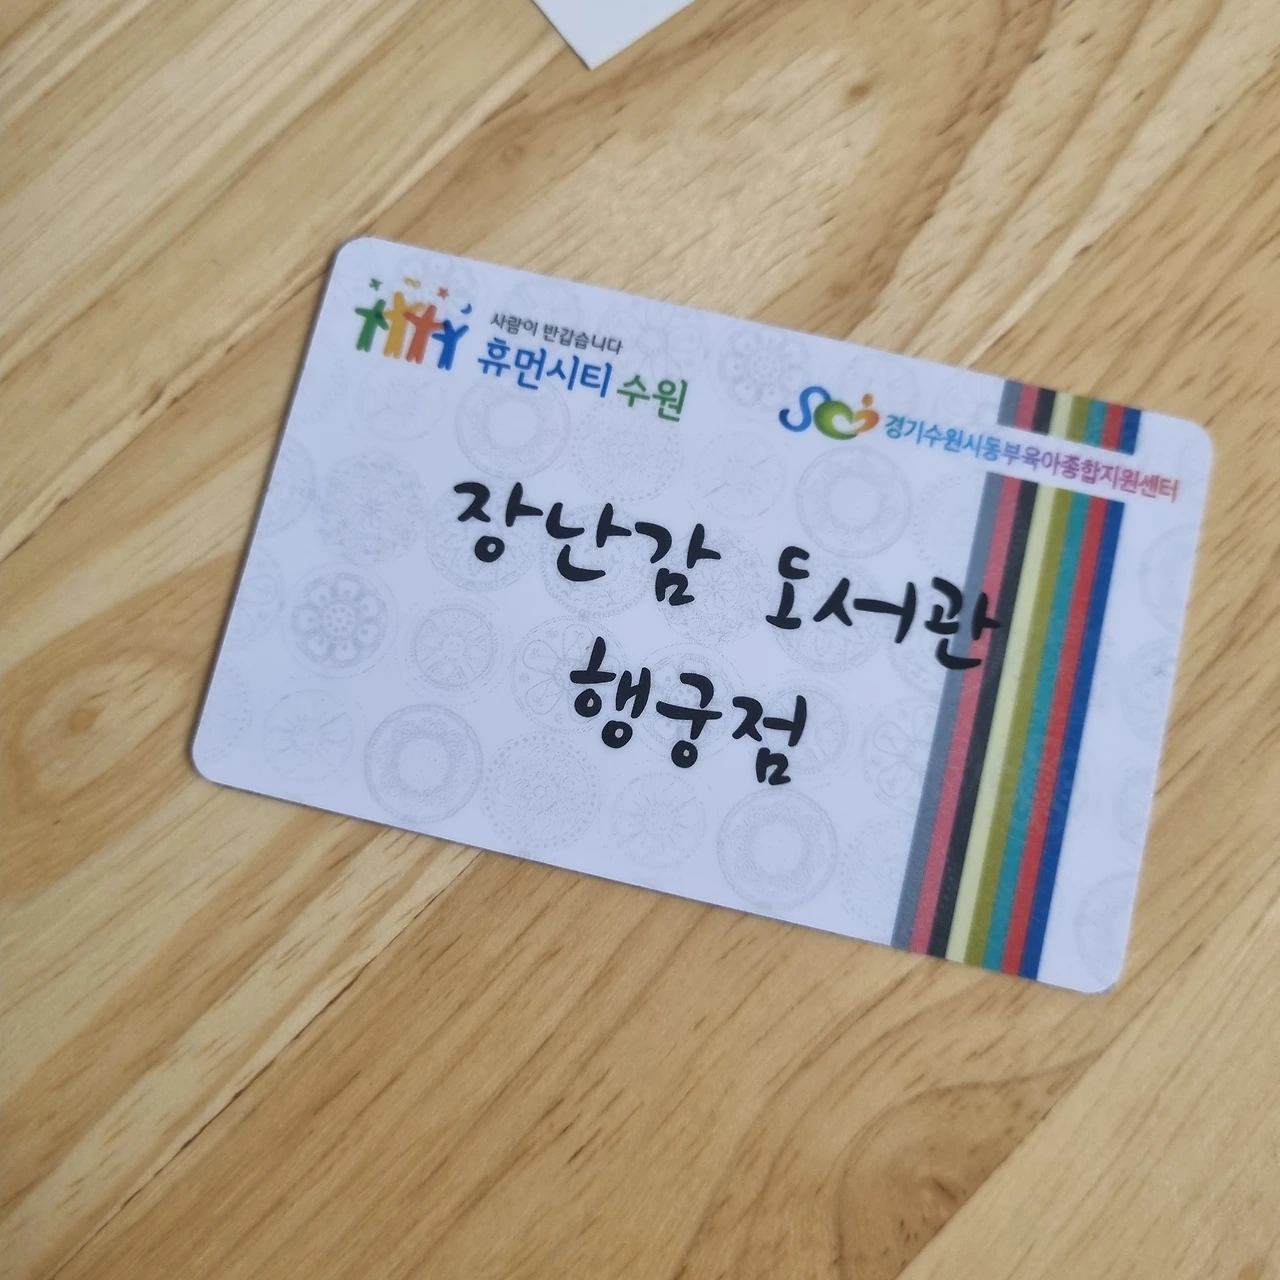 사람이 반갑습니다
휴먼시티 수원
경기수원시동부육아종합지원센터
장난감 도서관
행궁점